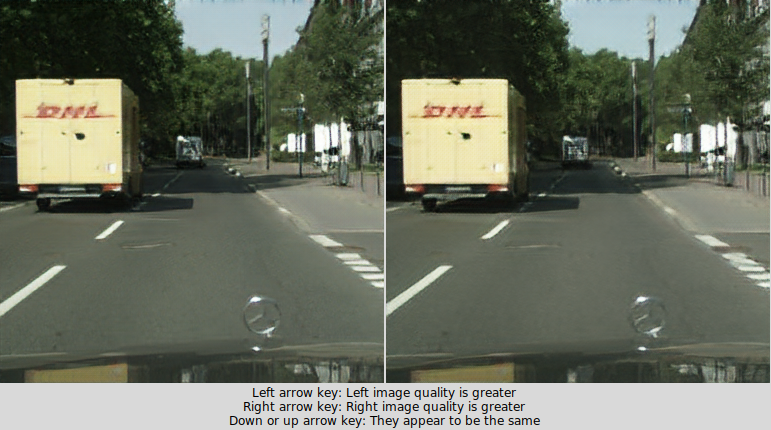 DHL
DHL
Left arrow key: Left image quality is greater
Right arrow key: Right image quality is greater
Down or up arrow key: They appear to be the same